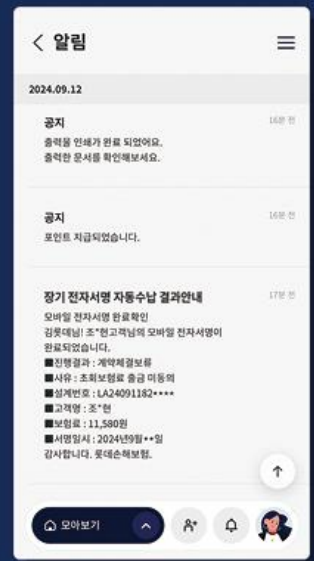 알림
2024.09.12
공지
16분 전
출력물 인쇄가 완료 되었어요.
출력한 문서를 확인해보세요.
공지
16분 전
포인트 지급되었습니다.
장기 전자서명 자동수납 결과안내
17분 전
모바일 전자서명 완료확인
김롯데님! 조*현고객님의 모바일 전자서명이
완료되었습니다.
■진행결과 : 계약체결보류
■사유 : 초회보험료 출금 미동의
■설계번호 : LA24091182****
■고객명 : 조*현
■보험료 : 11,580원
■서명일시 : 2024년9월**일
감사합니다. 롯데손해보험.
모아보기